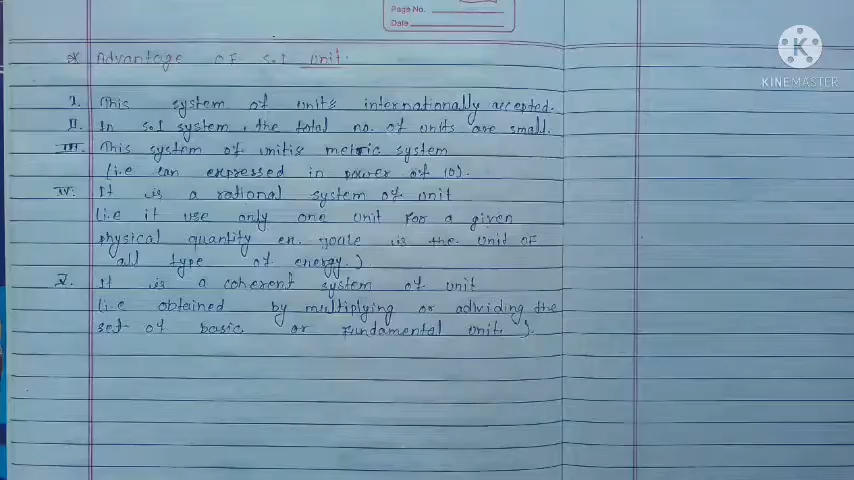 Page No.
Date
KINEMASTER
* Advantage OF S.I Unit.
I. This system of units internationally accepted.
II. In S.I system, the total no. of units are small.
III. This system of unitis metric system
(i.e can expressed in power of 10).
IV. It is a rational system of unit
(i.e it use only one unit for a given
physical quantity en. joule is the unit of
all type of energy.)
V. It is a coherent system of unit
(i.e obtained by multiplying or adividing the
set of basic or fundamental unit.).